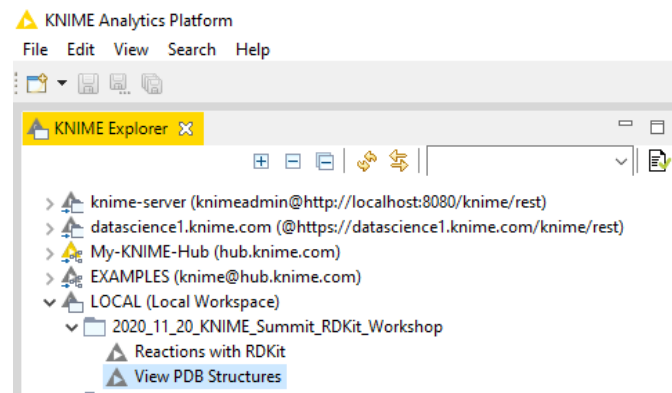 KNIME Analytics Platform
File Edit View Search Help
KNIME Explorer
knime-server (knimeadmin@http://localhost:8080/knime/rest)
datascience1.knime.com (@https://datascience1.knime.com/knime/rest)
My-KNIME-Hub (hub.knime.com)
EXAMPLES (knime@hub.knime.com)
LOCAL (Local Workspace)
2020_11_20_KNIME_Summit_RDKit_Workshop
Reactions with RDKit
View PDB Structures